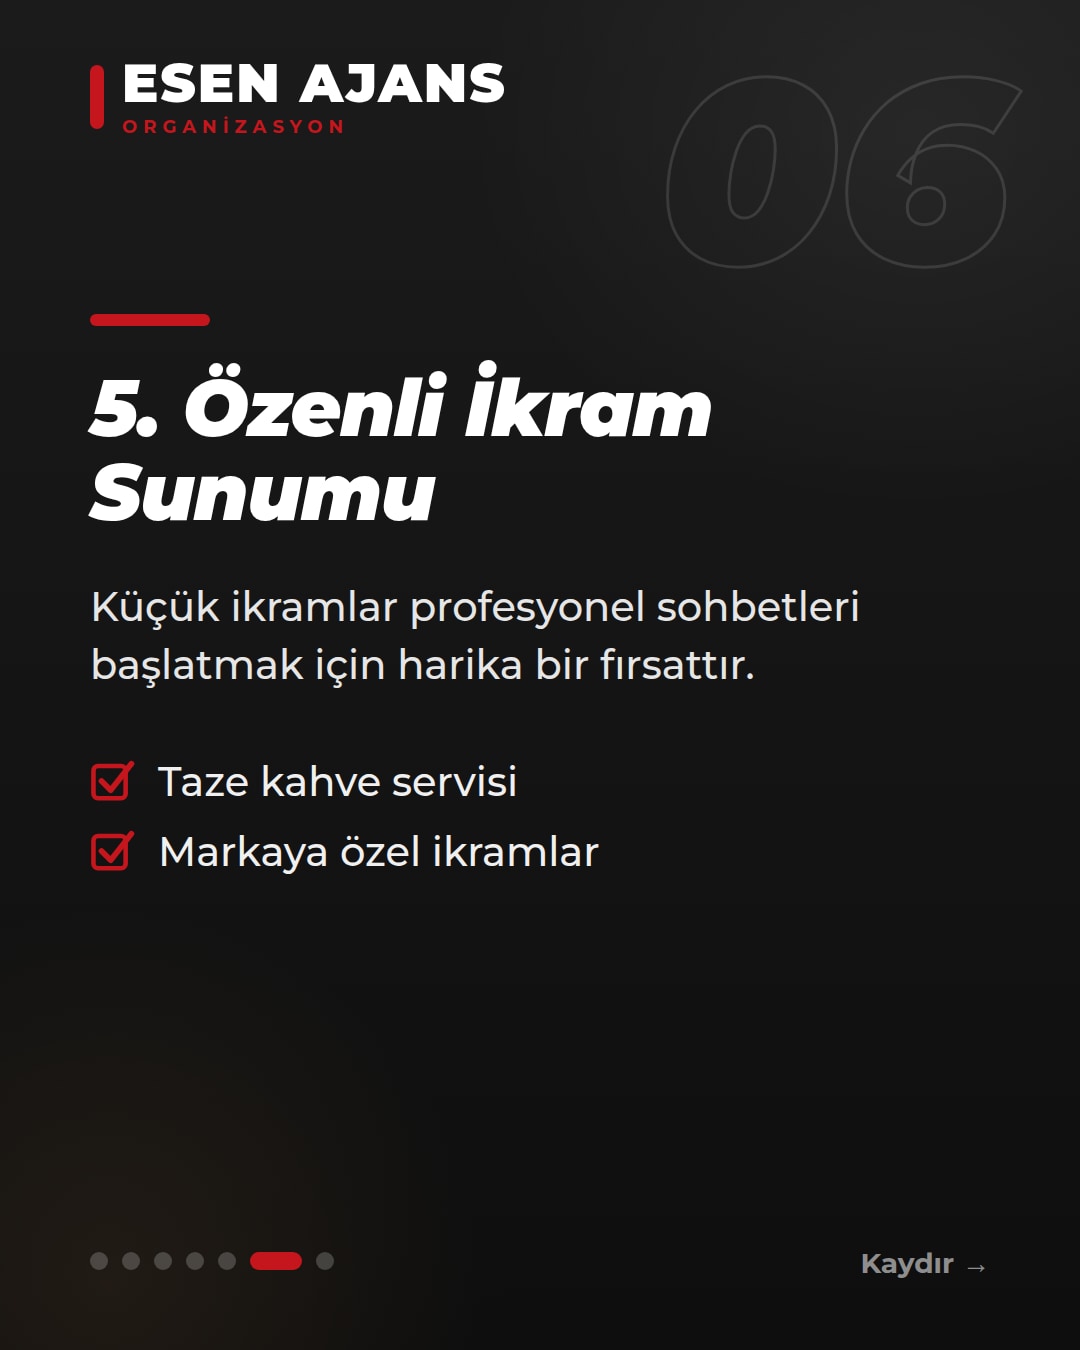 ESEN AJANS
ORGANİZASYON
06
5. Özenli İkram
Sunumu
Küçük ikramlar profesyonel sohbetleri
başlatmak için harika bir fırsattır.
Taze kahve servisi
Markaya özel ikramlar
Kaydır →